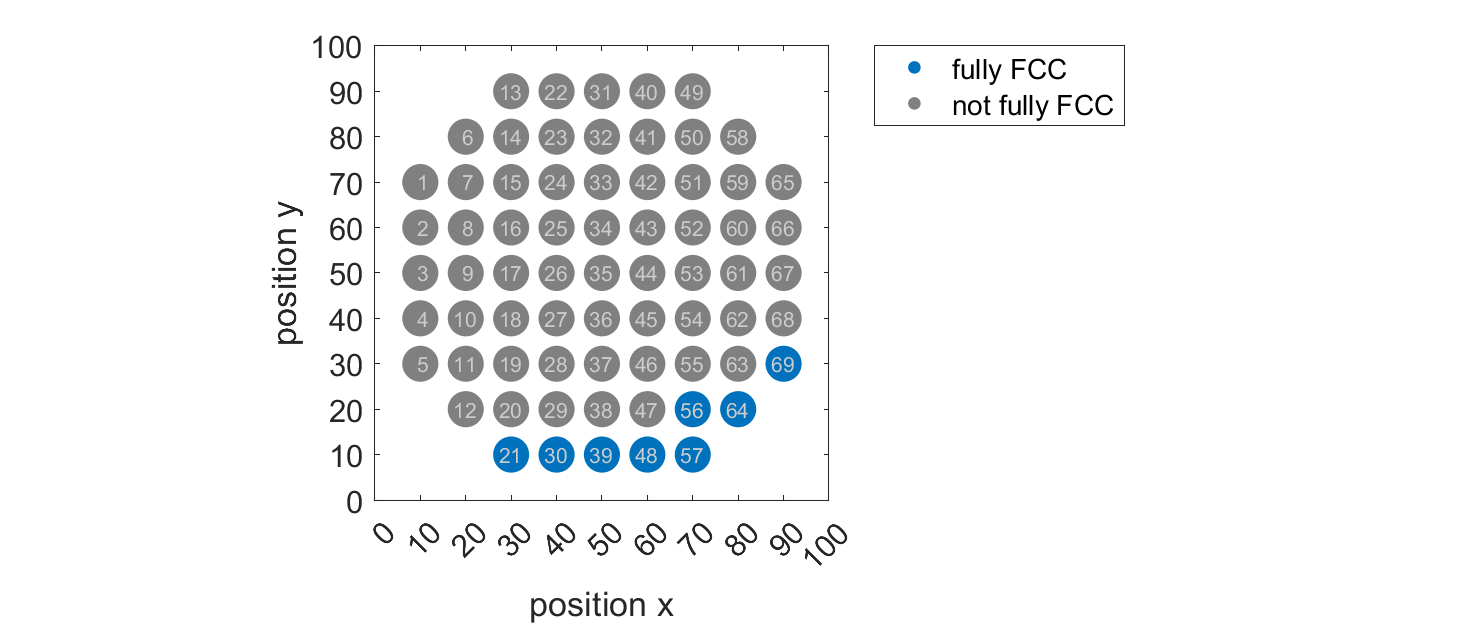 100
fully FCC
90
13 22 31 40 49
not fully FCC
80
6 14 23 32 41 50 58
70
1 7 15 24 33 42 51 59 65
60
2 8 16 25 34 43 52 60 66
50
3 9 17 26 35 44 53 61 67
40
4 10 18 27 36 45 54 62 68
30
5 11 19 28 37 46 55 63 69
20
12 20 29 38 47 56 64
10
21 30 39 48 57
0
position y
0 10 20 30 40 50 60 70 80 90 100
position x